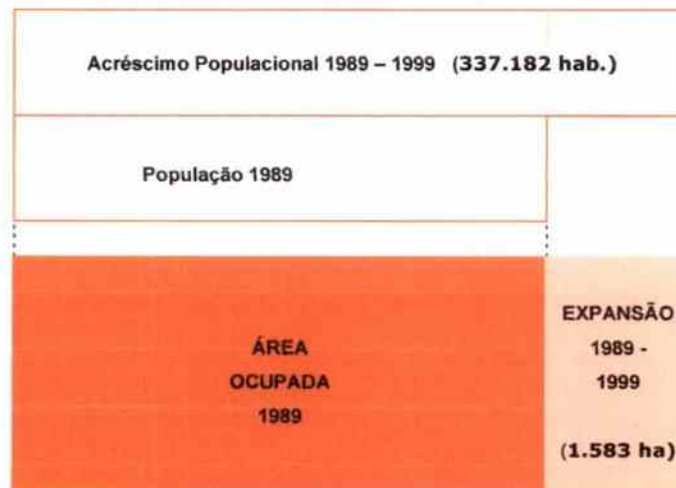 Acréscimo Populacional 1989 – 1999 (337.182 hab.)
População 1989
ÁREA
OCUPADA
1989
EXPANSÃO
1989 -
1999
(1.583 ha)